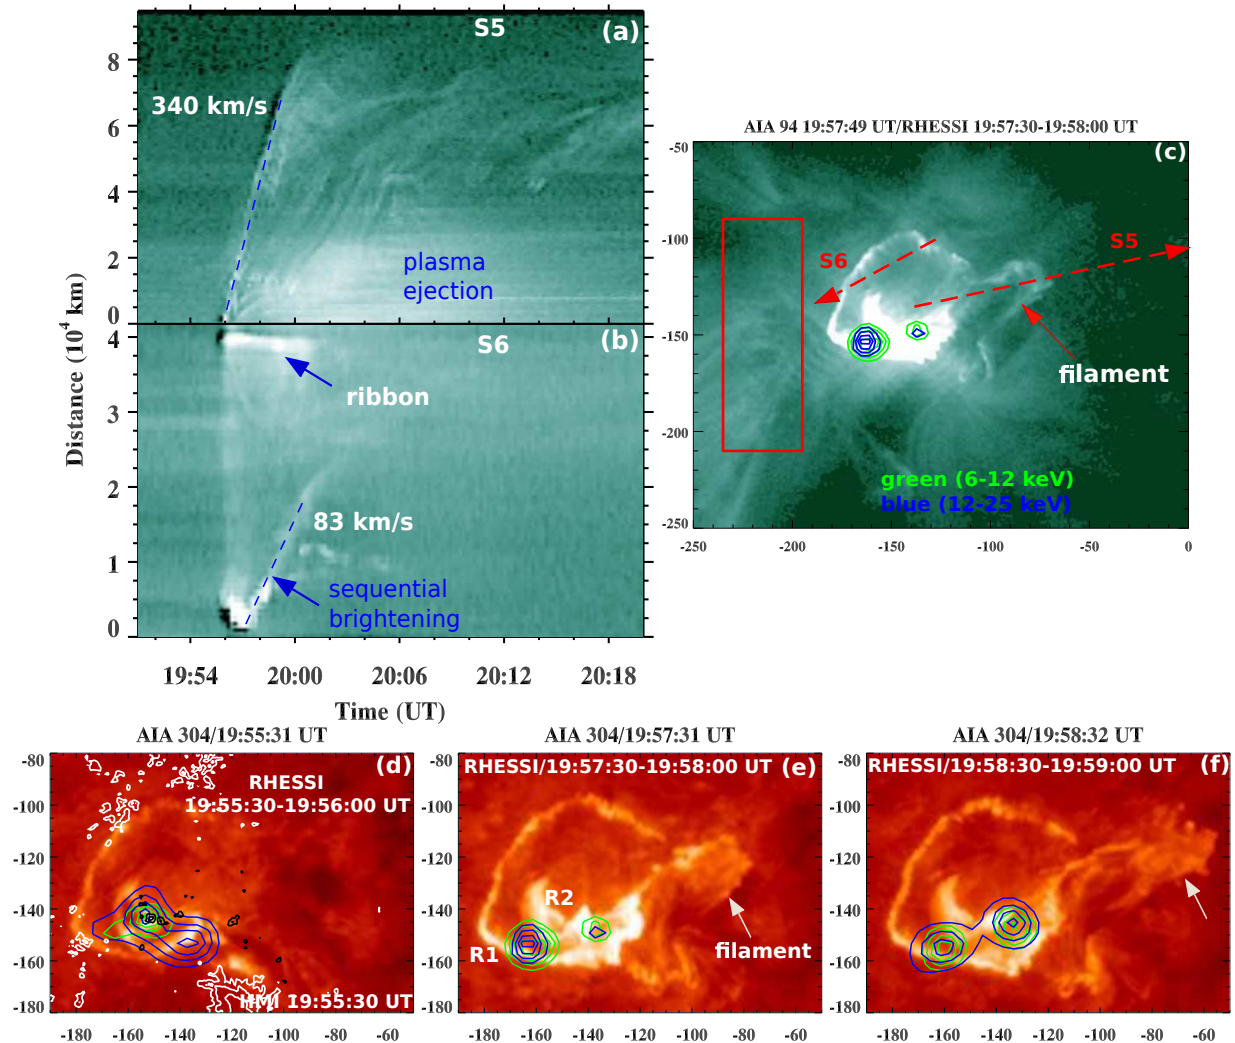 S5
(a)
340 km/s
plasma
ejection
8
6
4
2
0
S6
(b)
ribbon
83 km/s
sequential
brightening
4
3
2
1
0
Distance (10⁴ km)
19:54 20:00 20:06 20:12 20:18
Time (UT)
AIA 94 19:57:49 UT/RHESSI 19:57:30-19:58:00 UT
(c)
S6
S5
filament
green (6-12 keV)
blue (12-25 keV)
-50
-100
-150
-200
-250
-250 -200 -150 -100 -50 0
AIA 304/19:55:31 UT
(d)
RHESSI
19:55:30-19:56:00 UT
HMI 19:55:30 UT
-80
-100
-120
-140
-160
-180
-180 -160 -140 -120 -100 -80 -60
AIA 304/19:57:31 UT
RHESSI/19:57:30-19:58:00 UT (e)
R2
R1
filament
-80
-100
-120
-140
-160
-180
-180 -160 -140 -120 -100 -80 -60
AIA 304/19:58:32 UT
RHESSI/19:58:30-19:59:00 UT (f)
-80
-100
-120
-140
-160
-180
-180 -160 -140 -120 -100 -80 -60